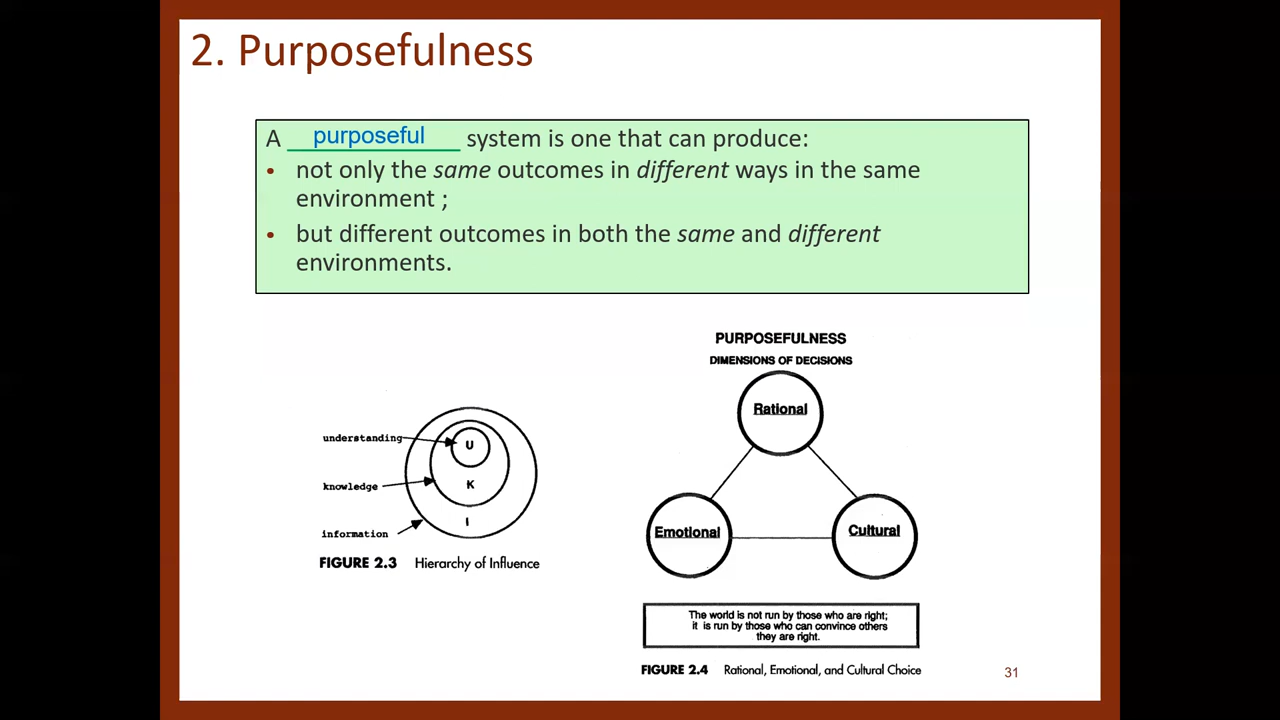 2. Purposefulness
A purposeful system is one that can produce:
• not only the same outcomes in different ways in the same
environment ;
• but different outcomes in both the same and different
environments.
understanding
U
knowledge
K
information
I
FIGURE 2.3 Hierarchy of Influence
PURPOSEFULNESS
DIMENSIONS OF DECISIONS
Rational
Emotional
Cultural
The world is not run by those who are right;
it is run by those who can convince others
they are right.
FIGURE 2.4 Rational, Emotional, and Cultural Choice
31